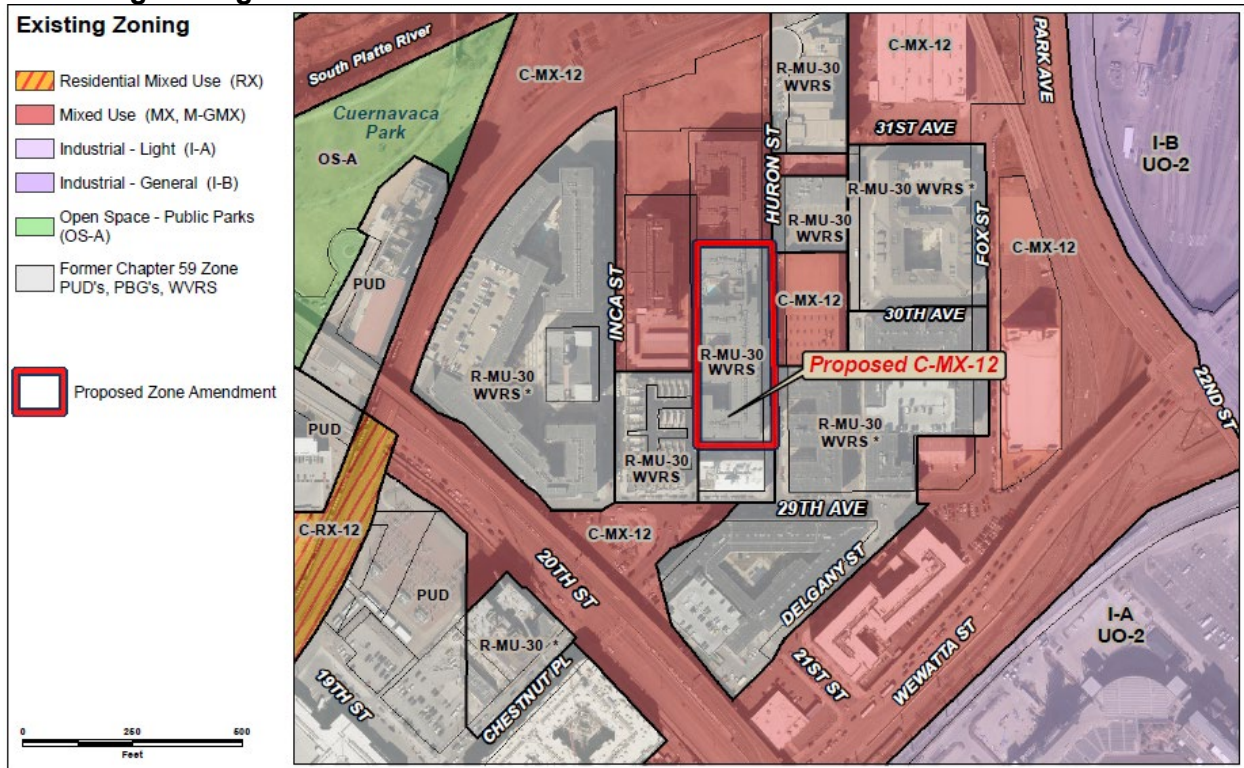 Existing Zoning
Residential Mixed Use (RX)
Mixed Use (MX, M-GMX)
Industrial - Light (I-A)
Industrial - General (I-B)
Open Space - Public Parks
(OS-A)
Former Chapter 59 Zone
PUD's, PBG's, WVRS
Proposed Zone Amendment
0 250 500
Feet
South Platte River
C-MX-12
Cuernavaca
Park
OS-A
PUD
R-MU-30
WVRS
C-MX-12
PARK AVE
31ST AVE
HURON ST
I-B
UO-2
R-MU-30 WVRS *
R-MU-30
WVRS
FOX ST
C-MX-12
INCA ST
C-MX-12
30TH AVE
R-MU-30
WVRS
Proposed C-MX-12
R-MU-30
WVRS *
22ND ST
R-MU-30
WVRS *
PUD
R-MU-30
WVRS
29TH AVE
C-RX-12
C-MX-12
20TH ST
DELGANY ST
PUD
R-MU-30 *
I-A
UO-2
21ST ST
WEWATTA ST
19TH ST
CHESTNUT PL